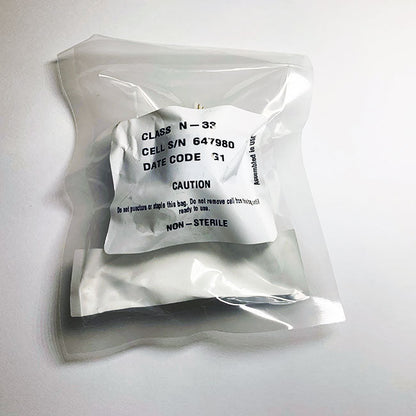 CLASS N-33
CELL S/N 647980
DATE CODE G1
CAUTION
Do not puncture or staple this bag. Do not remove cell from bag until
ready to use.
NON-STERILE
Assembled in USA